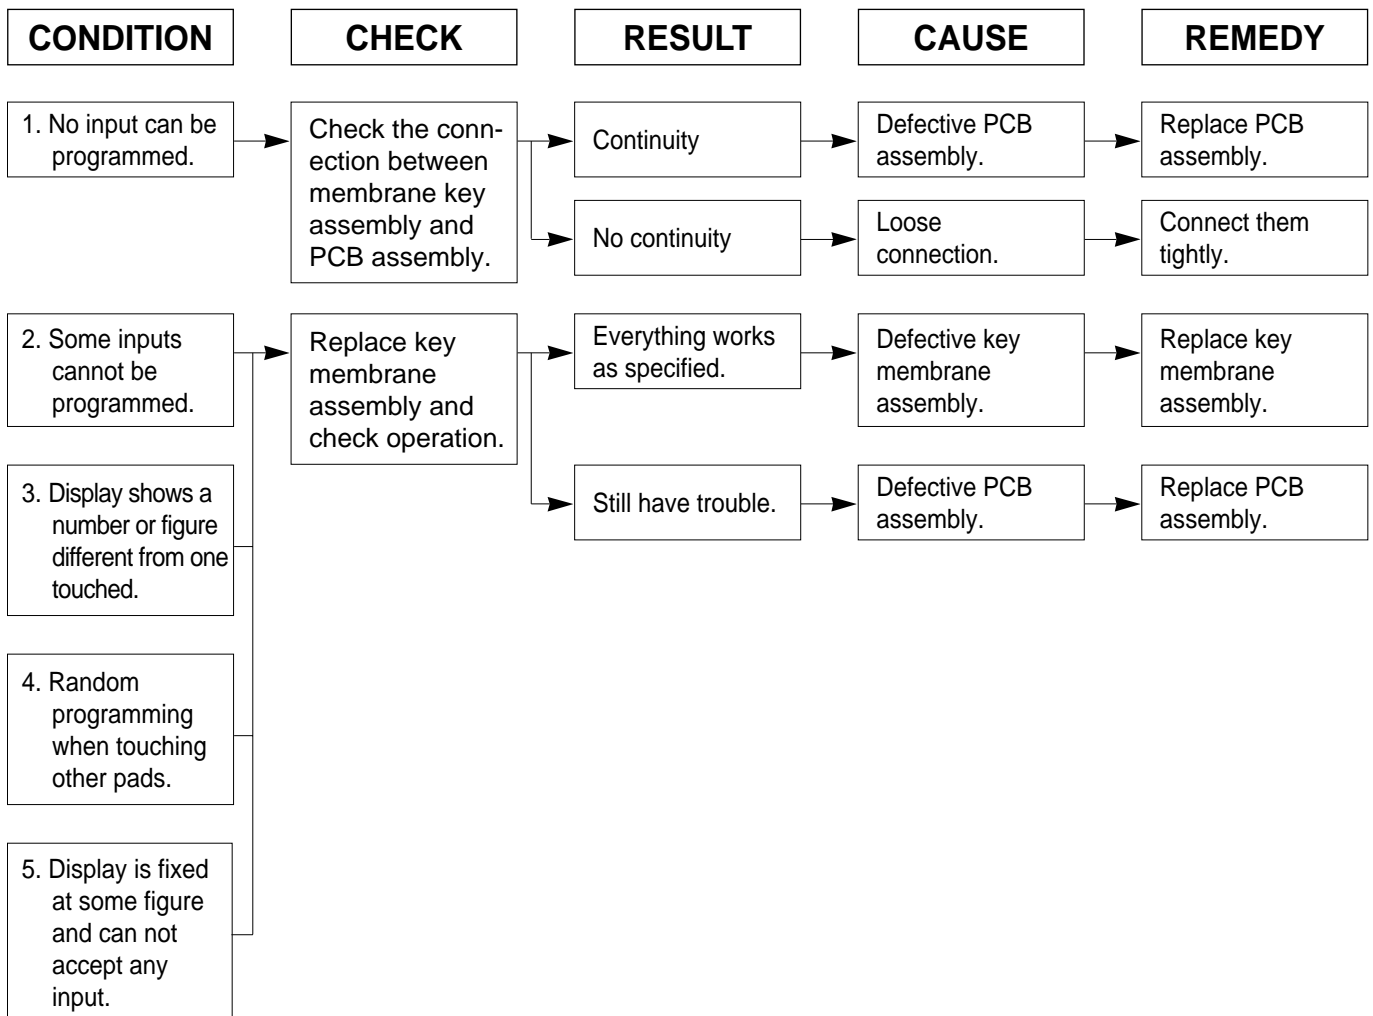 CONDITION
CHECK
RESULT
CAUSE
REMEDY
1. No input can be
programmed.
Check the conn-
ection between
membrane key
assembly and
PCB assembly.
Continuity
Defective PCB
assembly.
Replace PCB
assembly.
No continuity
Loose
connection.
Connect them
tightly.
2. Some inputs
cannot be
programmed.
Replace key
membrane
assembly and
check operation.
Everything works
as specified.
Defective key
membrane
assembly.
Replace key
membrane
assembly.
Still have trouble.
Defective PCB
assembly.
Replace PCB
assembly.
3. Display shows a
number or figure
different from one
touched.
4. Random
programming
when touching
other pads.
5. Display is fixed
at some figure
and can not
accept any
input.